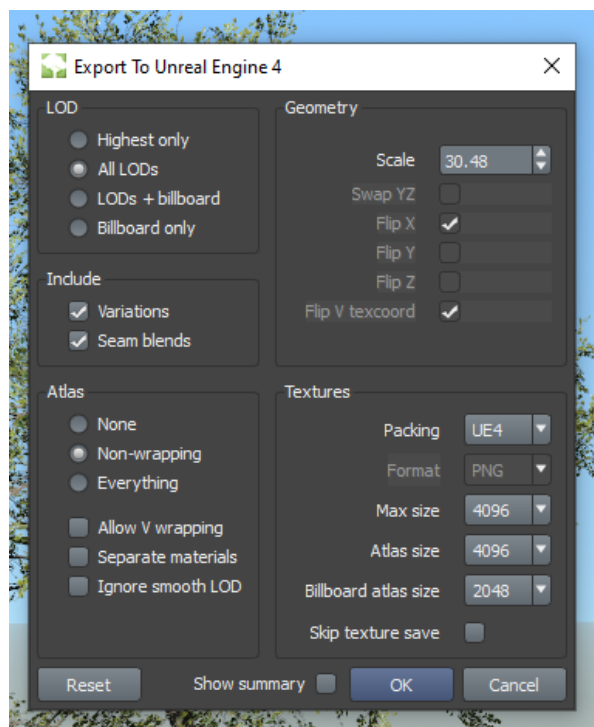 Export To Unreal Engine 4
LOD
Highest only
All LODs
LODs + billboard
Billboard only
Include
Variations
Seam blends
Atlas
None
Non-wrapping
Everything
Allow V wrapping
Separate materials
Ignore smooth LOD
Geometry
Scale 30.48
Swap YZ
Flip X
Flip Y
Flip Z
Flip V texcoord
Textures
Packing UE4
Format PNG
Max size 4096
Atlas size 4096
Billboard atlas size 2048
Skip texture save
Reset Show summary OK Cancel